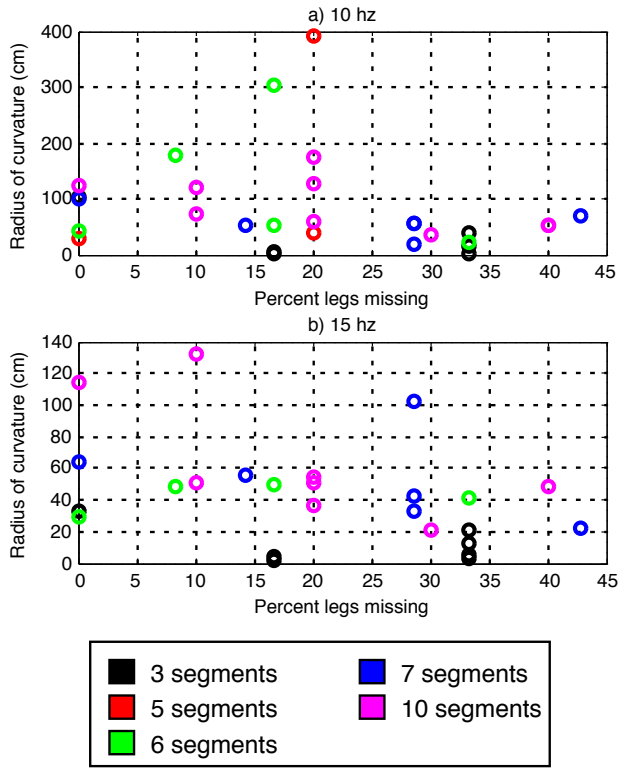 a) 10 hz
400
300
200
100
0
Radius of curvature (cm)
0 5 10 15 20 25 30 35 40 45
Percent legs missing
b) 15 hz
140
120
100
80
60
40
20
0
Radius of curvature (cm)
0 5 10 15 20 25 30 35 40 45
Percent legs missing
3 segments
5 segments
6 segments
7 segments
10 segments